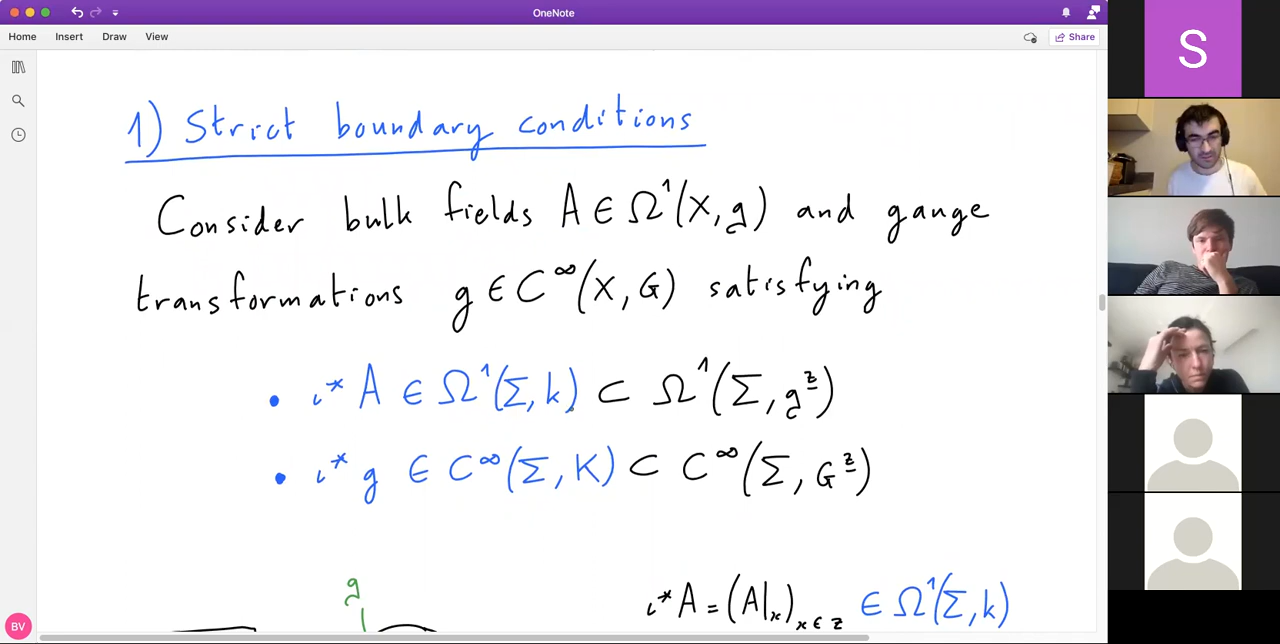 OneNote
Home Insert Draw View Share
1) Strict boundary conditions
Consider bulk fields A ∈ Ω¹(X, g) and gauge
transformations g ∈ C^∞(X, G) satisfying
• ι* A ∈ Ω¹(Σ, k) ⊂ Ω¹(Σ, g^z)
• ι* g ∈ C^∞(Σ, K) ⊂ C^∞(Σ, G^z)
g
ι* A = (A|ₓ)_{x ∈ z} ∈ Ω¹(Σ, k)
S
BV